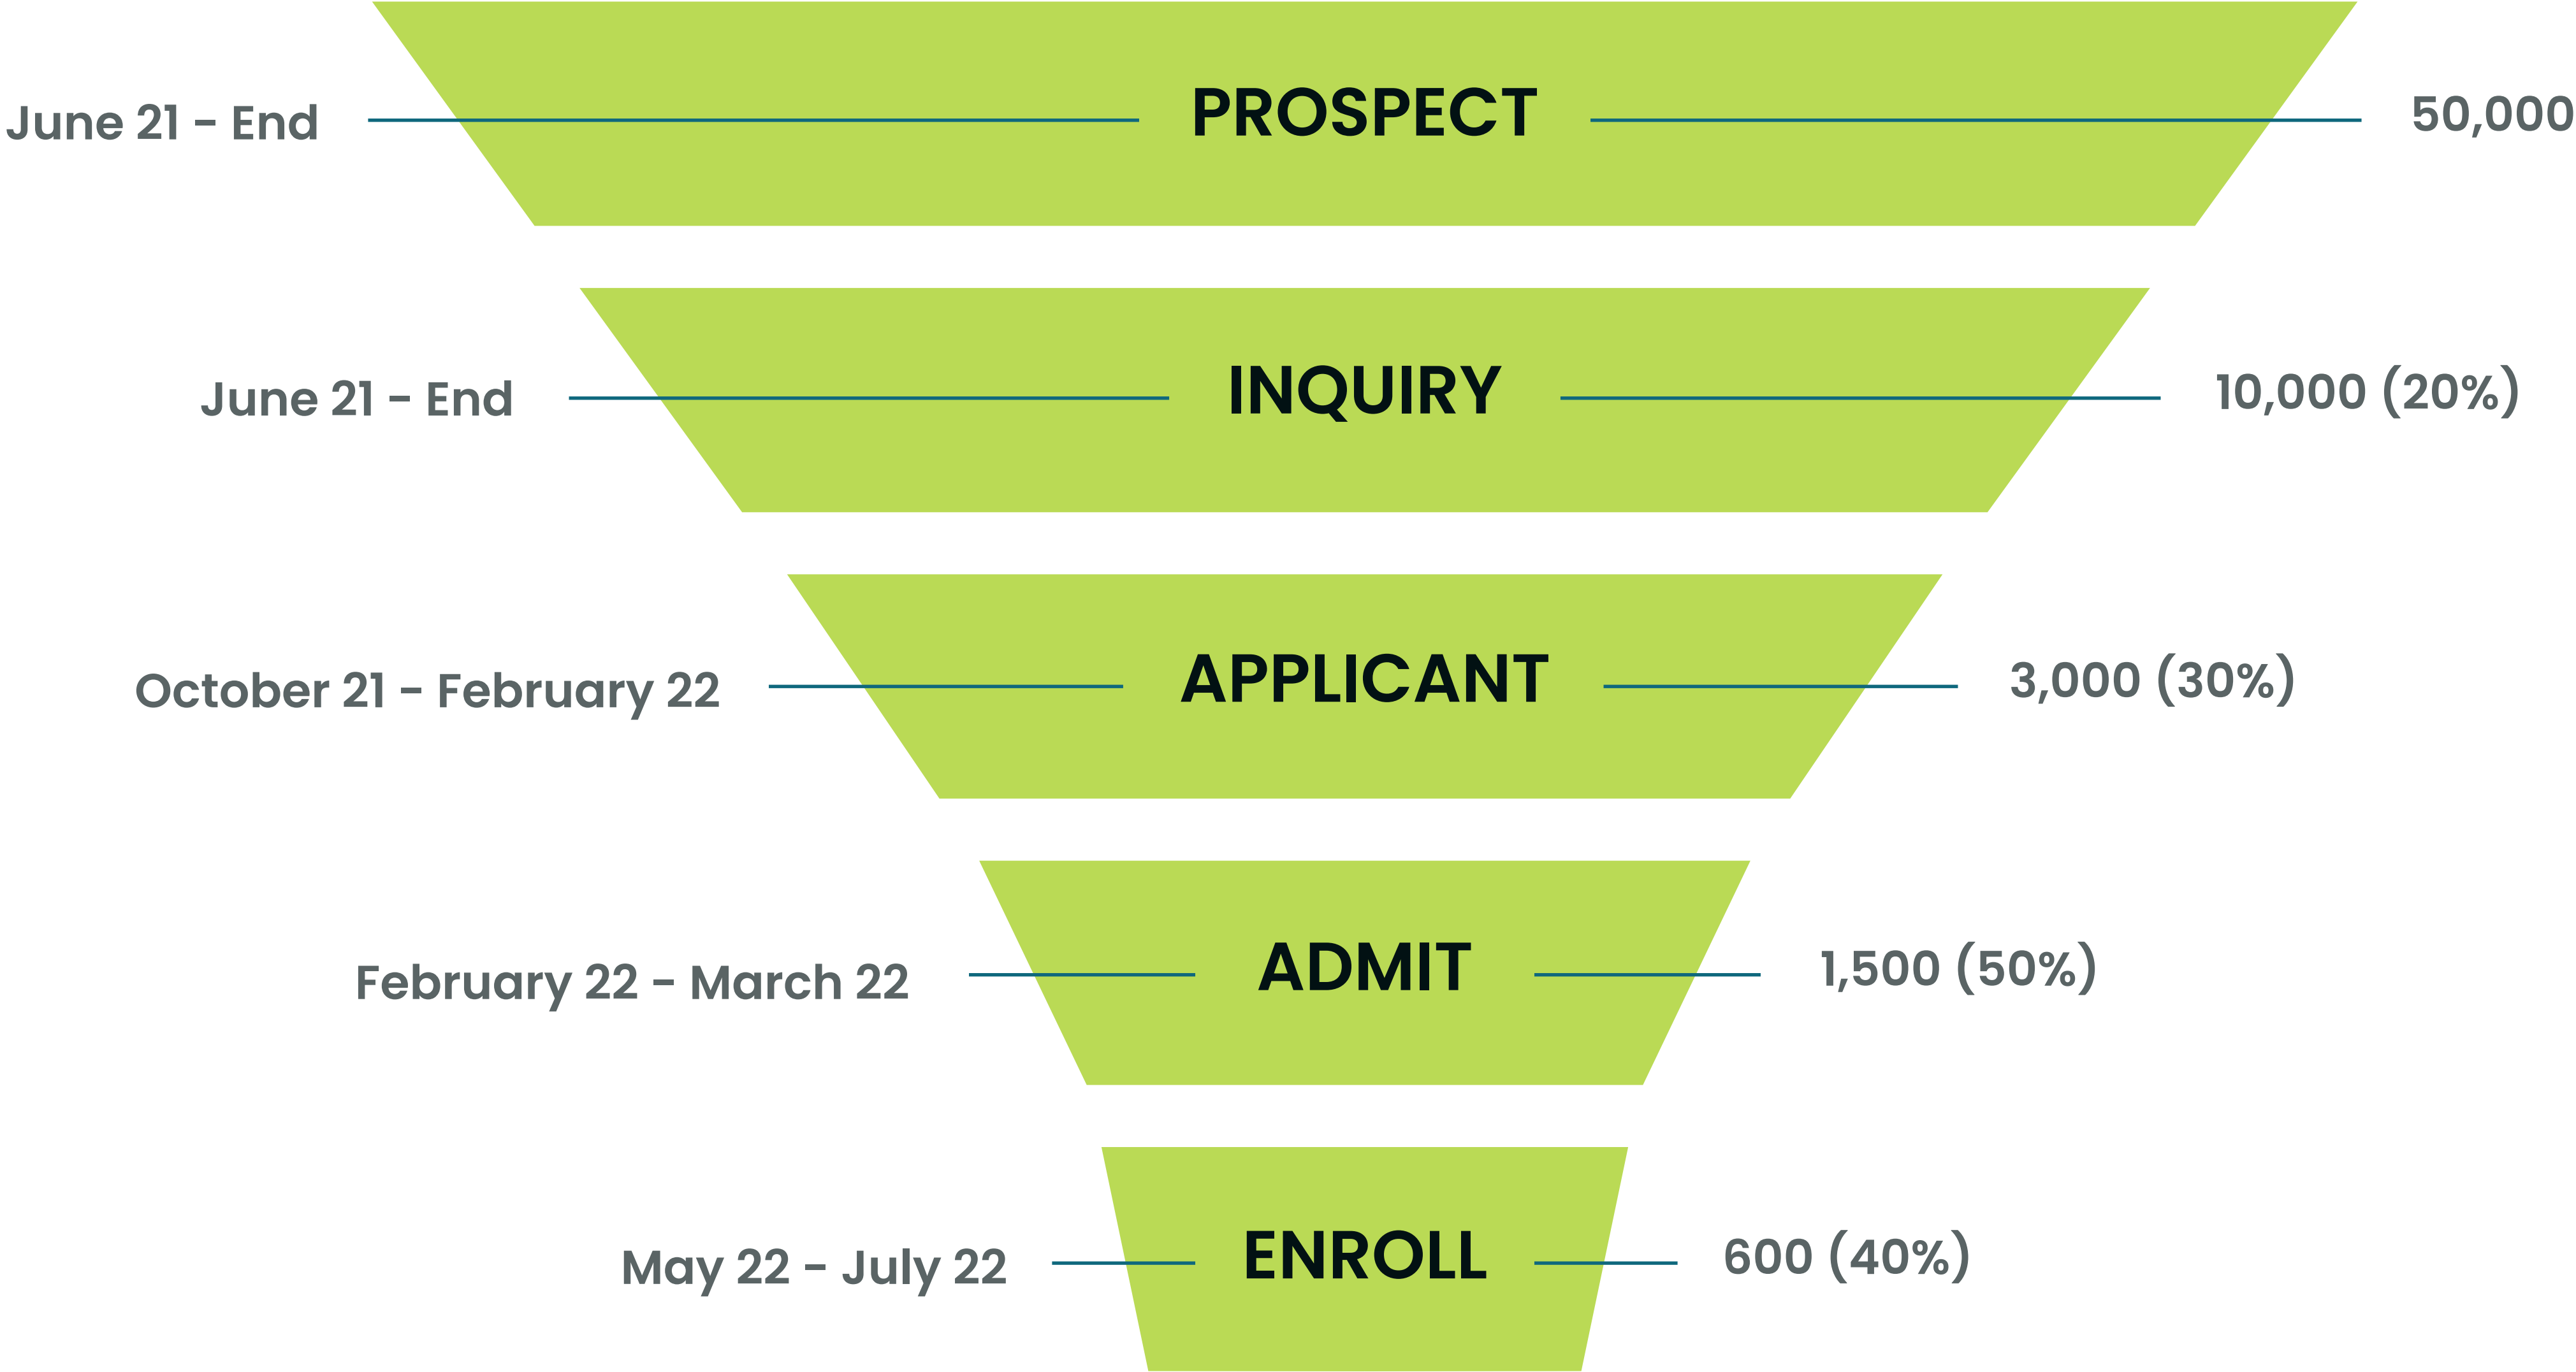 June 21 - End PROSPECT 50,000
June 21 - End INQUIRY 10,000 (20%)
October 21 - February 22 APPLICANT 3,000 (30%)
February 22 - March 22 ADMIT 1,500 (50%)
May 22 - July 22 ENROLL 600 (40%)